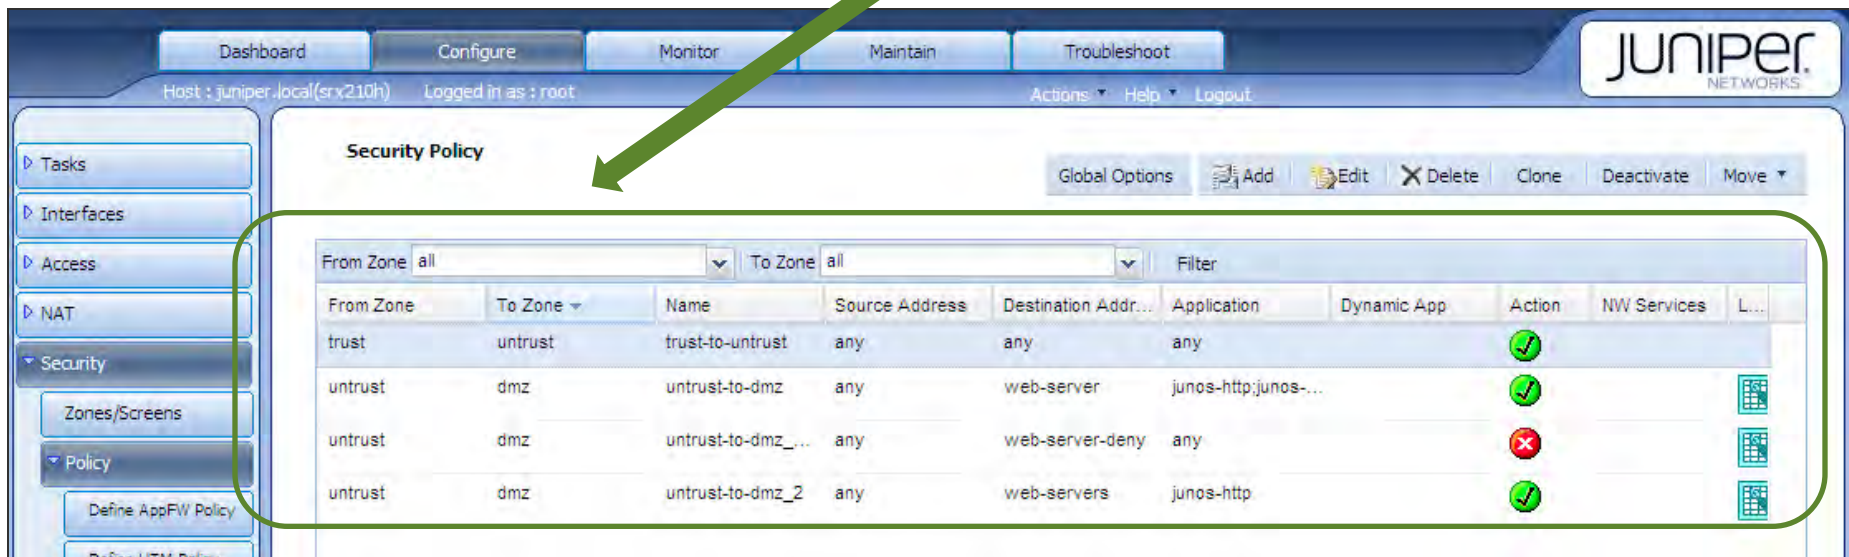 Dashboard Configure Monitor Maintain Troubleshoot
JUNIPEr
NETWORKS
Host : juniper.local(srx210h) Logged in as : root Actions Help Logout
Security Policy
Global Options Add Edit Delete Clone Deactivate Move
Tasks
Interfaces
Access
NAT
Security
Zones/Screens
Policy
Define AppFW Policy
From Zone all To Zone all Filter
From Zone To Zone Name Source Address Destination Addr... Application Dynamic App Action NW Services L...
trust untrust trust-to-untrust any any any
untrust dmz untrust-to-dmz any web-server junos-http;junos-...
untrust dmz untrust-to-dmz_... any web-server-deny any
untrust dmz untrust-to-dmz_2 any web-servers junos-http